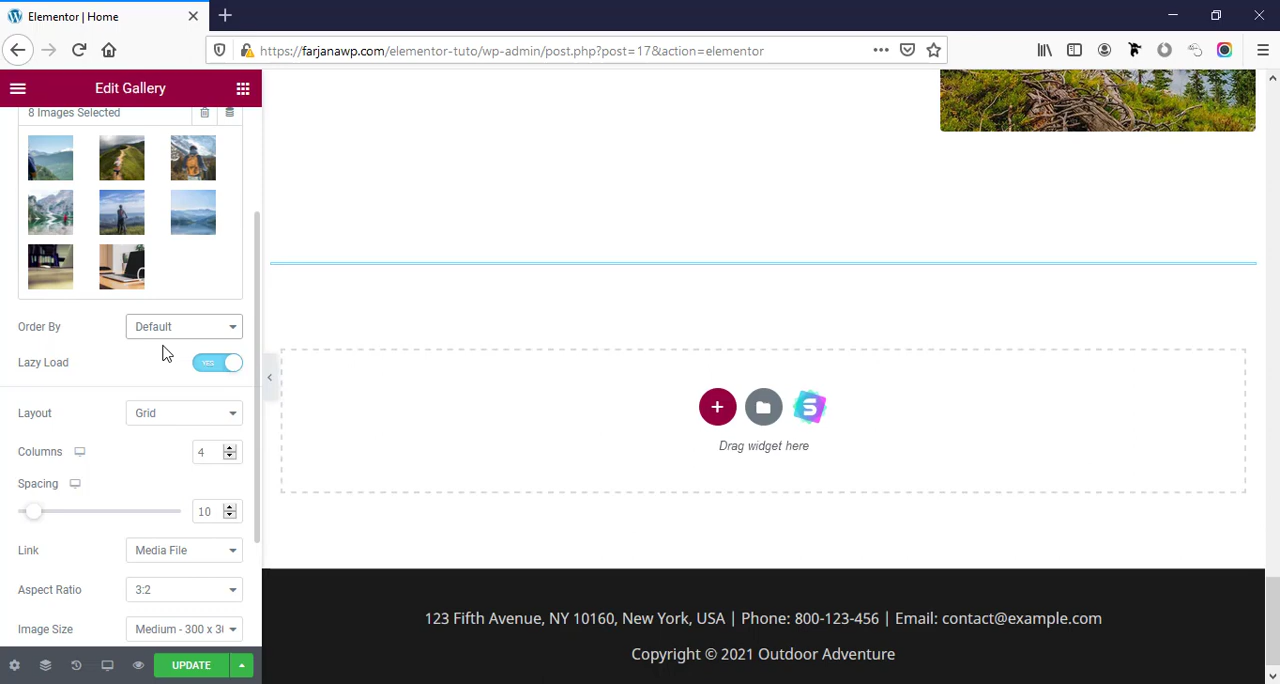 Elementor | Home
https://farjanawp.com/elementor-tuto/wp-admin/post.php?post=17&action=elementor
Edit Gallery
8 Images Selected
Order By
Default
Lazy Load
YES
Layout
Grid
Columns
4
Spacing
10
Link
Media File
Aspect Ratio
3:2
Image Size
Medium - 300 x 3
UPDATE
Drag widget here
123 Fifth Avenue, NY 10160, New York, USA | Phone: 800-123-456 | Email: contact@example.com
Copyright © 2021 Outdoor Adventure